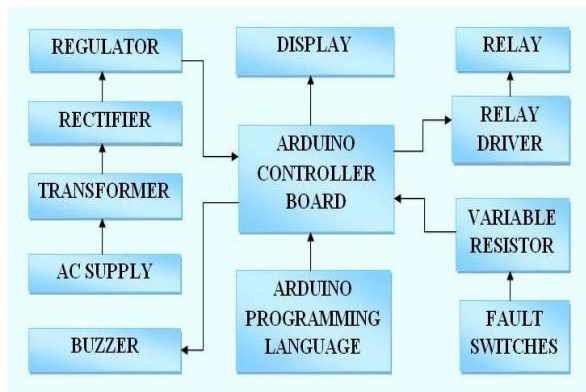 REGULATOR
RECTIFIER
TRANSFORMER
AC SUPPLY
BUZZER
DISPLAY
ARDUINO
CONTROLLER
BOARD
ARDUINO
PROGRAMMING
LANGUAGE
RELAY
RELAY
DRIVER
VARIABLE
RESISTOR
FAULT
SWITCHES